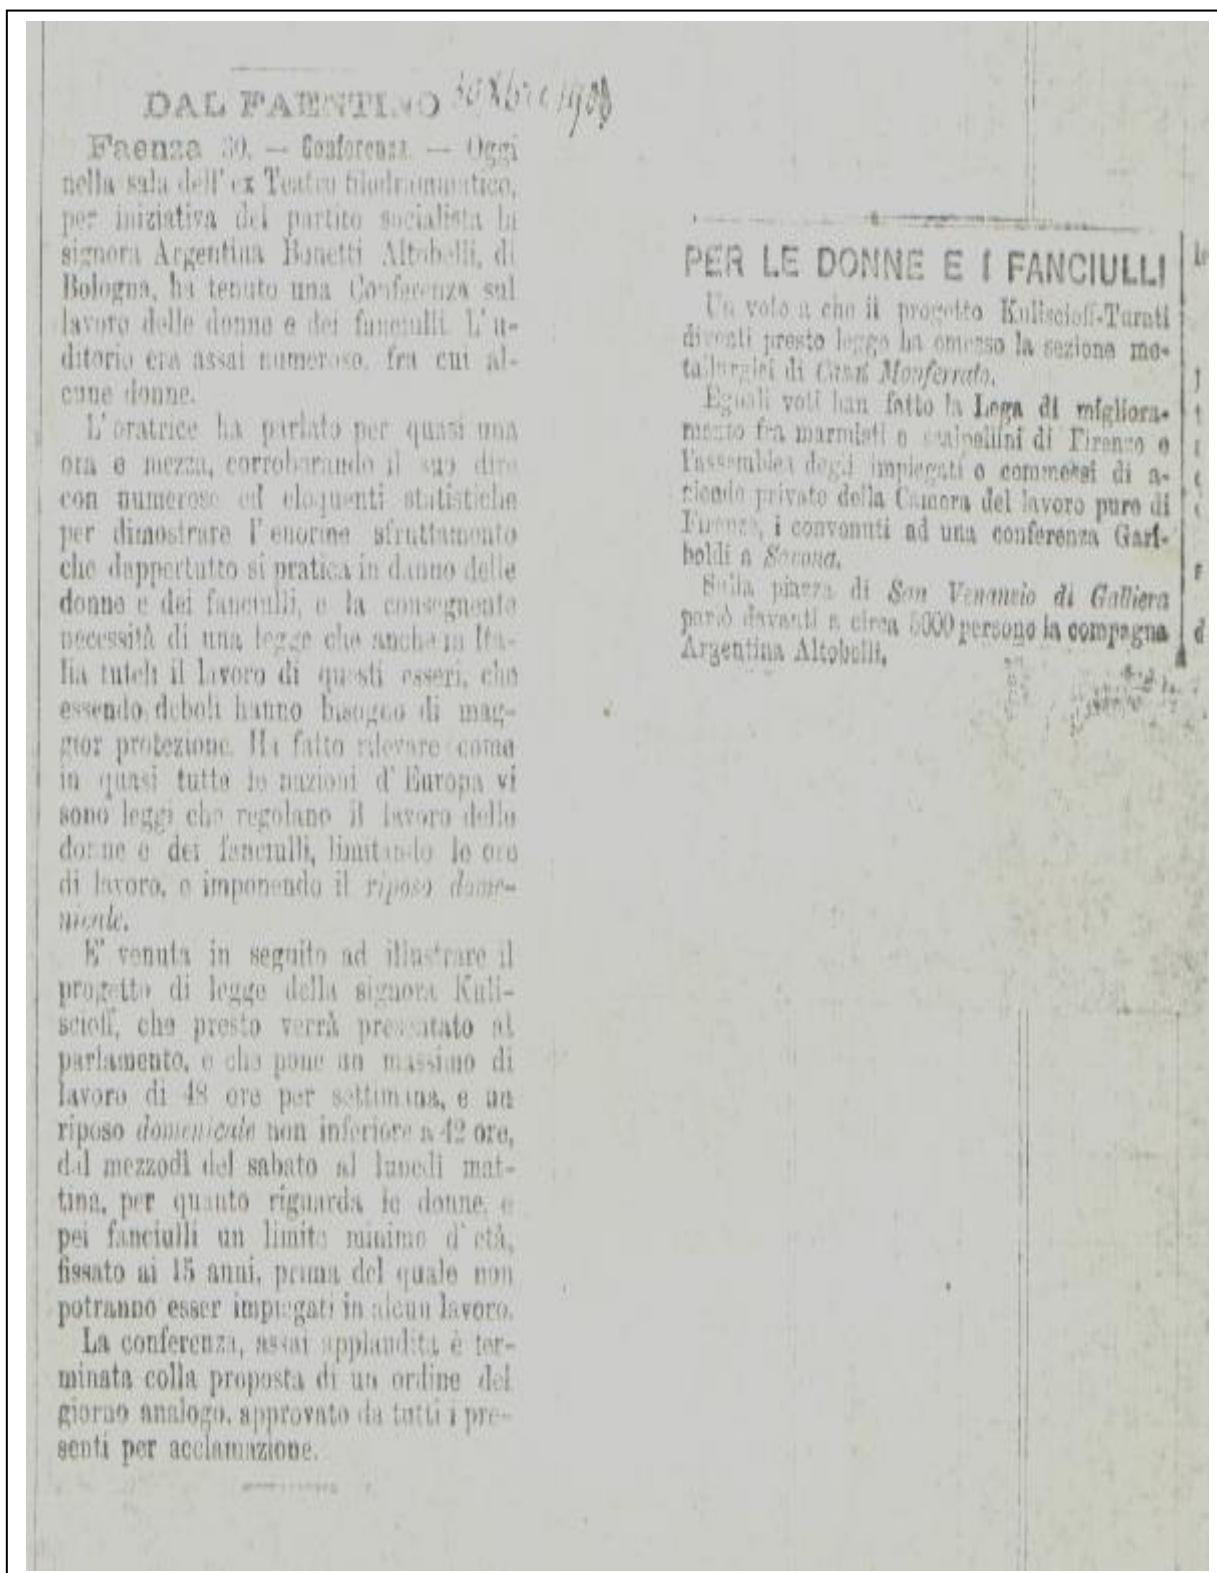 DAL FAENTINO
Faenza 30. — Conferenza. — Oggi
nella sala dell'ex Teatro filodrammatico,
per iniziativa del partito socialista la
signora Argentina Bonetti Altobelli, di
Bologna, ha tenuto una Conferenza sul
lavoro delle donne e dei fanciulli. L'u-
ditorio era assai numeroso, fra cui al-
cune donne.
L'oratrice ha parlato per quasi una
ora e mezza, corroborando il suo dire
con numerose ed eloquenti statistiche
per dimostrare l'enorme sfruttamento
che dappertutto si pratica in danno delle
donne e dei fanciulli, e la conseguente
necessità di una legge che anche in Ita-
lia tuteli il lavoro di questi esseri, che
essendo deboli hanno bisogno di mag-
gior protezione. Ha fatto rilevare come
in quasi tutte le nazioni d'Europa vi
sono leggi che regolano il lavoro delle
donne e dei fanciulli, limitando le ore
di lavoro, e imponendo il riposo dome-
nicale.
E' venuta in seguito ad illustrare il
progetto di legge della signora Kuli-
scioff, che presto verrà presentato al
parlamento, e che pone un massimo di
lavoro di 48 ore per settimana, e un
riposo domenicale non inferiore a 42 ore,
dal mezzodì del sabato al lunedì mat-
tina, per quanto riguarda le donne, e
pei fanciulli un limite minimo d'età,
fissato ai 15 anni, prima del quale non
potranno esser impiegati in alcun lavoro.
La conferenza, assai applaudita è ter-
minata colla proposta di un ordine del
giorno analogo, approvato da tutti i pre-
senti per acclamazione.
PER LE DONNE E I FANCIULLI
Un voto a che il progetto Kuliscioff-Turati
diventi presto legge ha emesso la sezione me-
tallurgici di Casal Monferrato.
Eguali voti han fatto la Lega di migliora-
mento fra marmisti e scalpellini di Firenze e
l'assemblea degli impiegati e commessi di a-
ziende private della Camera del lavoro pure di
Firenze, i convenuti ad una conferenza Gari-
boldi a
Sulla piazza di San Venanzio di Galliera
parlò davanti a circa 5000 persone la compagna
Argentina Altobelli.